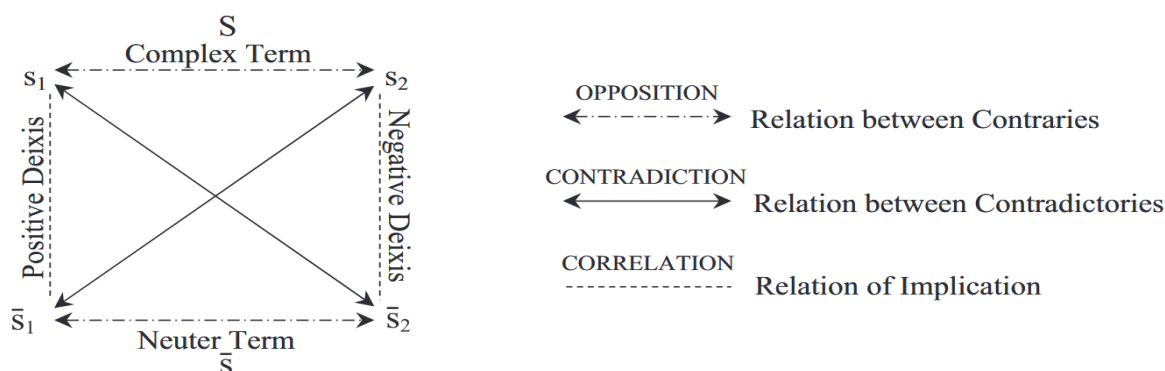 S
Complex Term
s₁
s₂
Positive Deixis
Negative Deixis
s̄₁
s̄₂
Neuter Term
s̄
OPPOSITION
Relation between Contraries
CONTRADICTION
Relation between Contradictories
CORRELATION
Relation of Implication